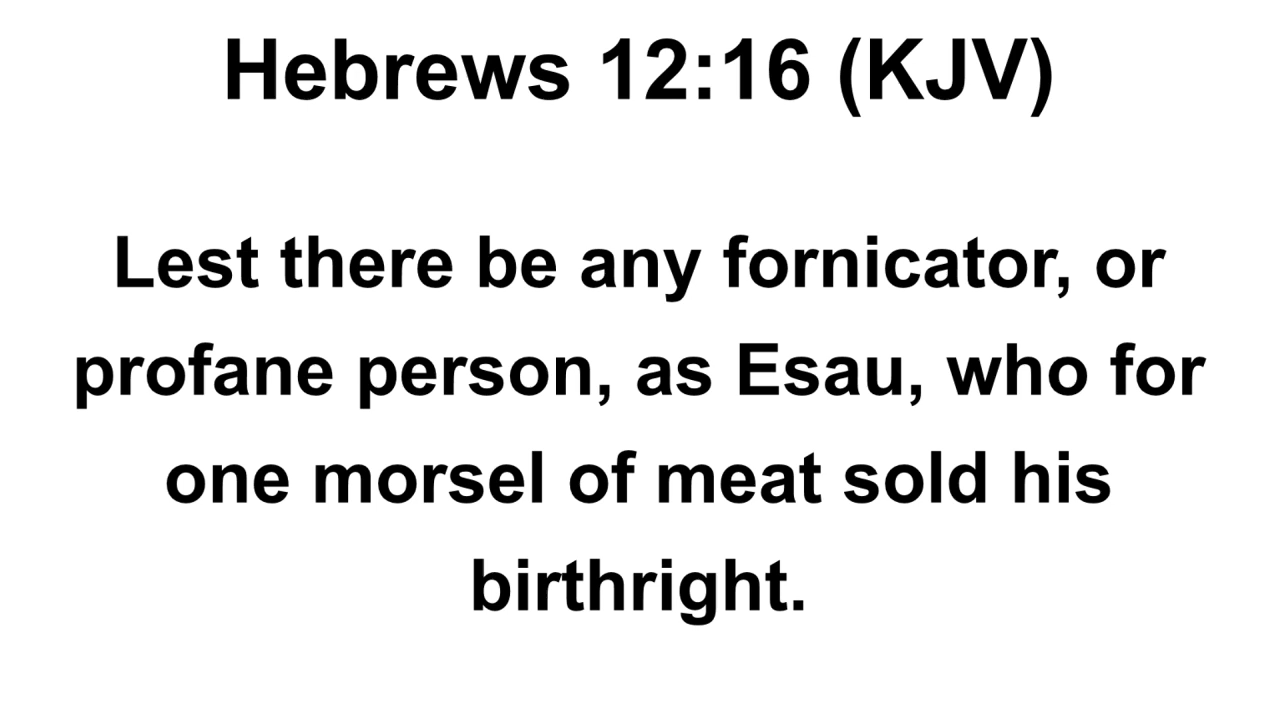 Hebrews 12:16 (KJV)
Lest there be any fornicator, or
profane person, as Esau, who for
one morsel of meat sold his
birthright.